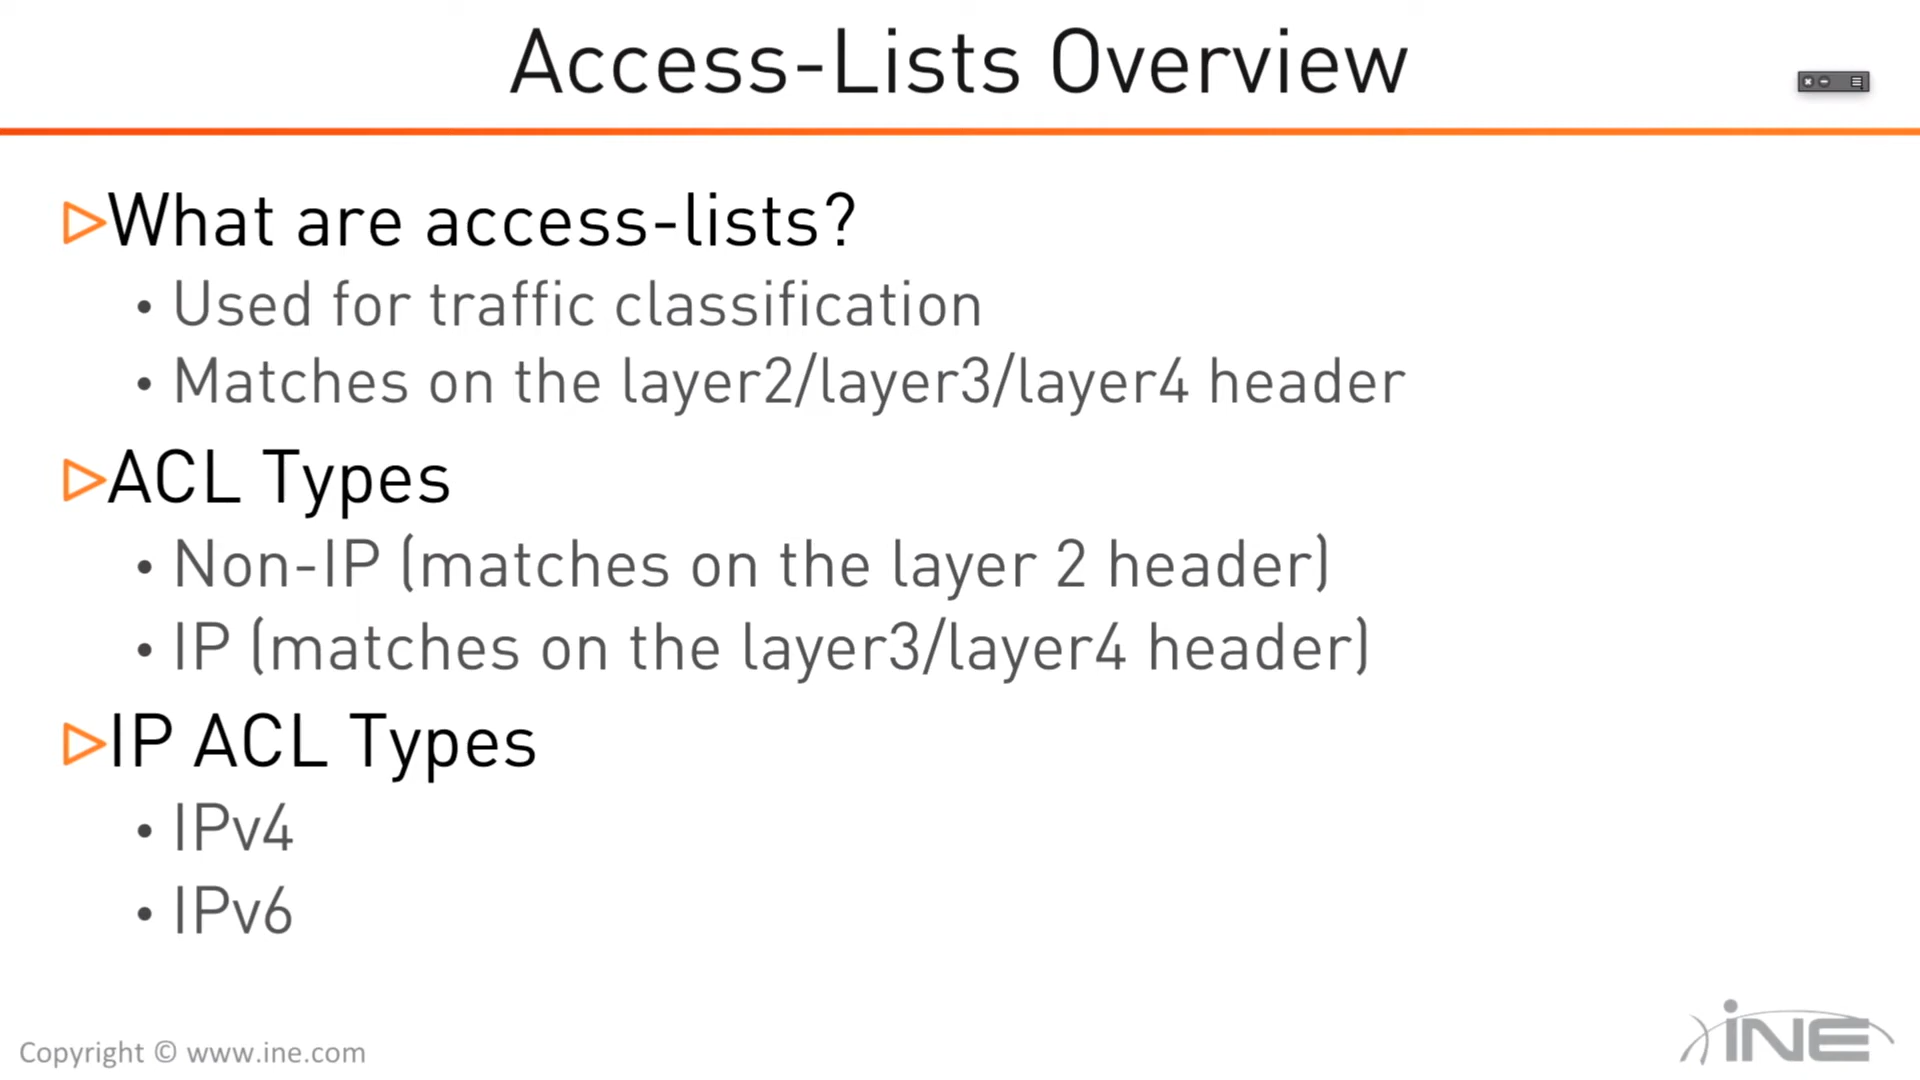 Access-Lists Overview
What are access-lists?
• Used for traffic classification
• Matches on the layer2/layer3/layer4 header
ACL Types
• Non-IP (matches on the layer 2 header)
• IP (matches on the layer3/layer4 header)
IP ACL Types
• IPv4
• IPv6
Copyright © www.ine.com
iNE